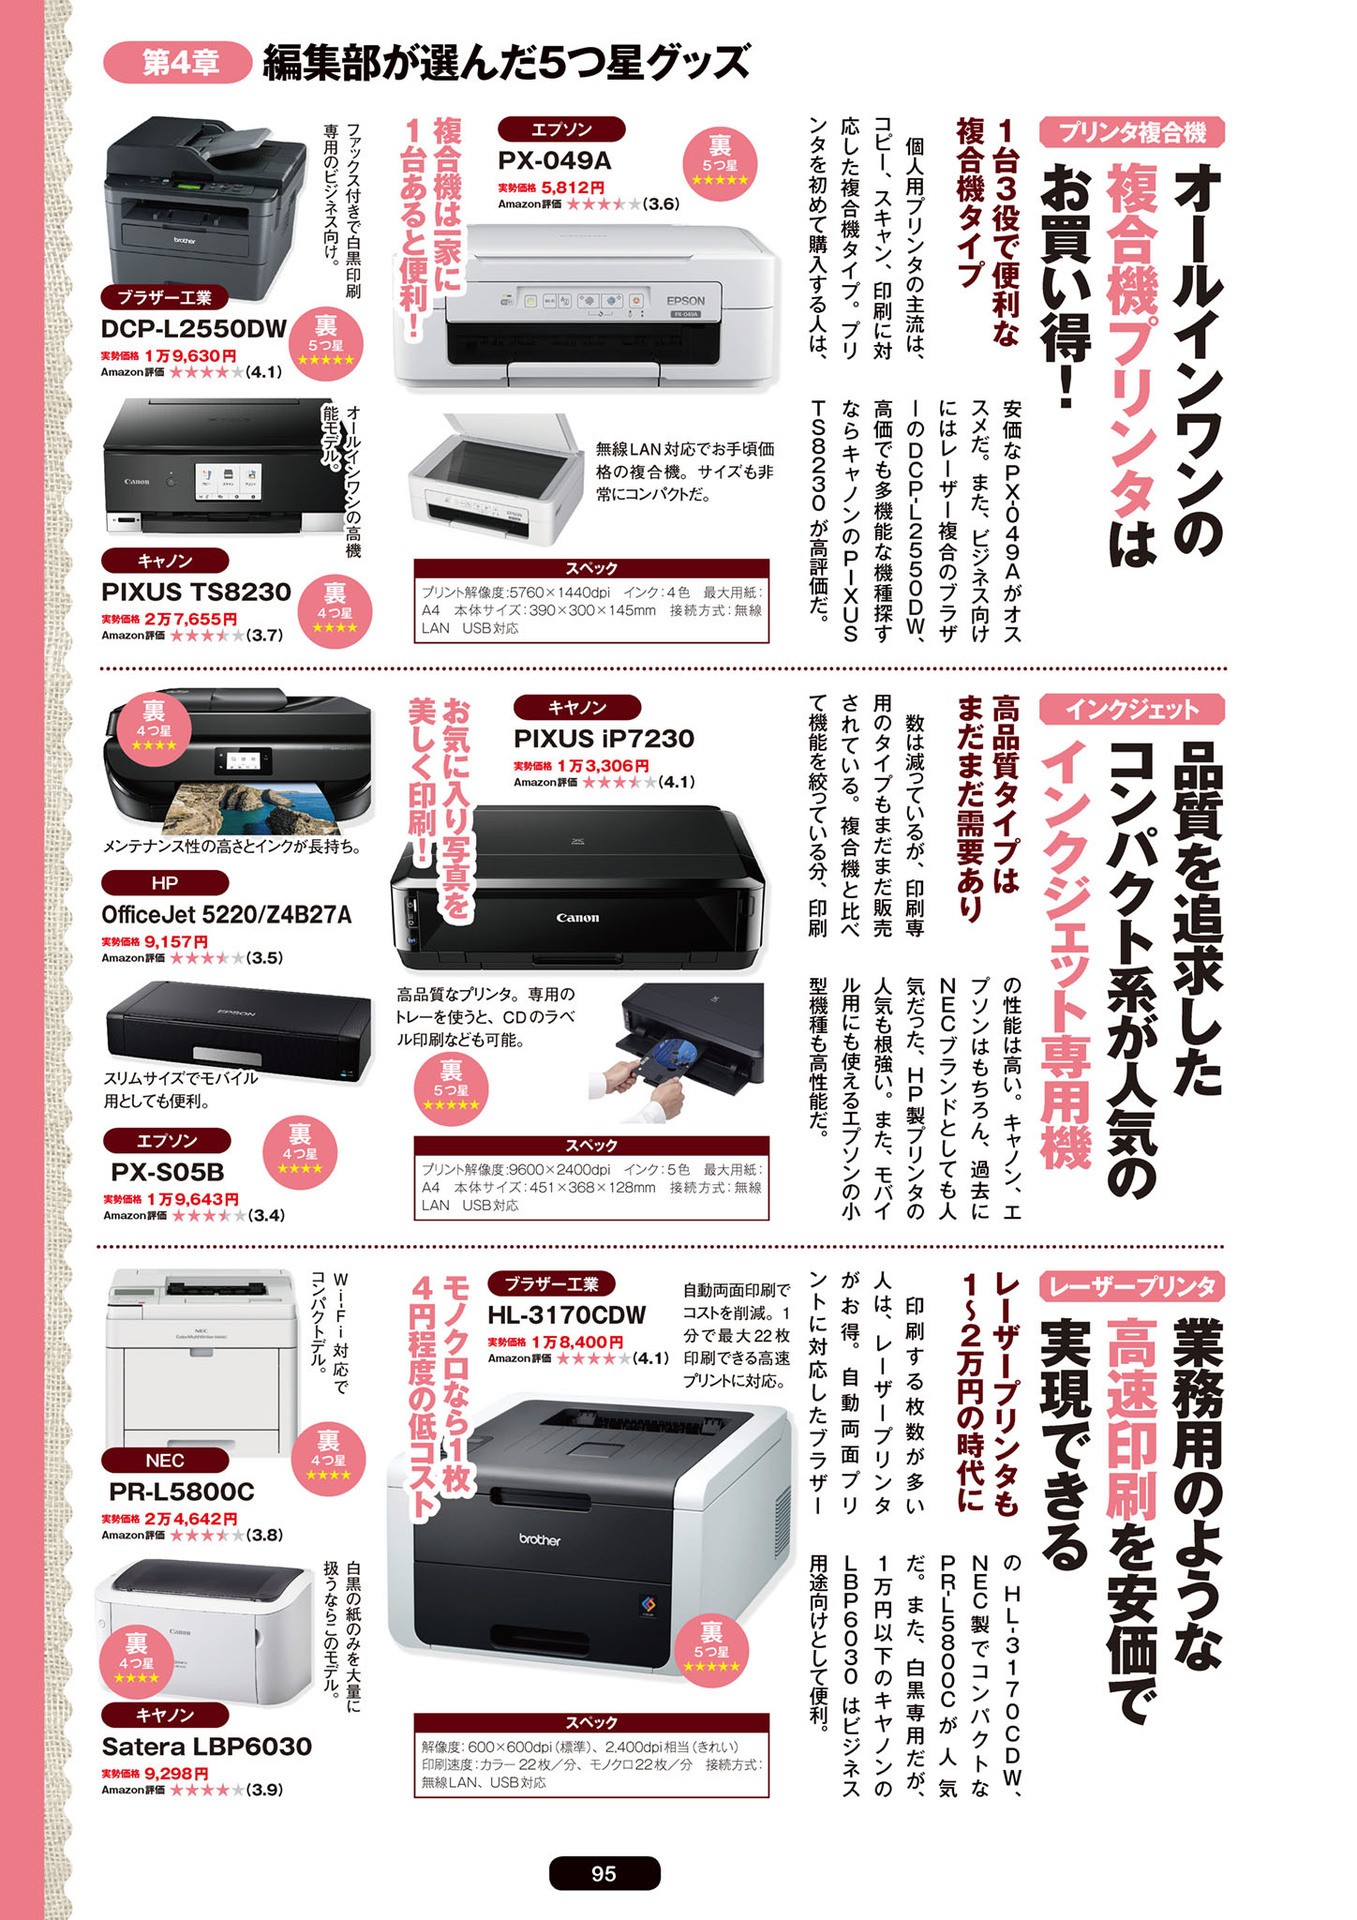 第4章 編集部が選んだ5つ星グッズ
プリンタ複合機
オールインワンの
複合機プリンタは
お買い得！
1台3役で便利な
複合機タイプ
個人用プリンタの主流は、
コピー、スキャン、印刷に対
応した複合機タイプ。プリ
ンタを初めて購入する人は、
安価なPX-049Aがオス
スメだ。また、ビジネス向け
にはレーザー複合のブラザ
ーのDCP-L2550DW、
高価でも多機能な機種探す
ならキャノンのPIXUS
TS8230が高評価だ。
エプソン
PX-049A
実勢価格 5,812円
Amazon評価 ★★★★★(3.6)
裏
5つ星
★★★★★
複合機は一家に
1台あると便利！
EPSON
PX-049A
無線LAN対応でお手頃価
格の複合機。サイズも非
常にコンパクトだ。
スペック
プリント解像度:5760×1440dpi インク:4色 最大用紙:
A4 本体サイズ:390×300×145mm 接続方式:無線
LAN USB対応
ファックス付きで白黒印刷
専用のビジネス向け。
brother
ブラザー工業
DCP-L2550DW
実勢価格 1万9,630円
Amazon評価 ★★★★★(4.1)
裏
5つ星
★★★★★
オールインワンの高機
能モデル。
Canon
キャノン
PIXUS TS8230
実勢価格 2万7,655円
Amazon評価 ★★★★★(3.7)
裏
4つ星
★★★★
インクジェット
品質を追求した
コンパクト系が人気の
インクジェット専用機
高品質タイプは
まだまだ需要あり
数は減っているが、印刷専
用のタイプもまだまだ販売
されている。複合機と比べ
て機能を絞っている分、印刷
の性能は高い。キャノン、エ
プソンはもちろん、過去に
NECブランドとしても人
気だった、HP製プリンタの
人気も根強い。また、モバイ
ル用にも使えるエプソンの小
型機種も高性能だ。
キヤノン
PIXUS iP7230
実勢価格 1万3,306円
Amazon評価 ★★★★★(4.1)
お気に入り写真を
美しく印刷！
Canon
高品質なプリンタ。専用の
トレーを使うと、CDのラベ
ル印刷なども可能。
裏
5つ星
★★★★★
スペック
プリント解像度:9600×2400dpi インク:5色 最大用紙:
A4 本体サイズ:451×368×128mm 接続方式:無線
LAN USB対応
裏
4つ星
★★★★
メンテナンス性の高さとインクが長持ち。
HP
OfficeJet 5220/Z4B27A
実勢価格 9,157円
Amazon評価 ★★★★★(3.5)
EPSON
スリムサイズでモバイル
用としても便利。
エプソン
PX-S05B
実勢価格 1万9,643円
Amazon評価 ★★★★★(3.4)
裏
4つ星
★★★★
レーザープリンタ
業務用のような
高速印刷を安価で
実現できる
レーザープリンタも
1〜2万円の時代に
印刷する枚数が多い
人は、レーザープリンタ
がお得。自動両面プリ
ントに対応したブラザー
のHL-3170CDW、
NEC製でコンパクトな
PR-L5800Cが人気
だ。また、白黒専用だが、
1万円以下のキヤノンの
LBP6030はビジネス
用途向けとして便利。
ブラザー工業
HL-3170CDW
実勢価格 1万8,400円
Amazon評価 ★★★★★(4.1)
自動両面印刷で
コストを削減。1
分で最大22枚
印刷できる高速
プリントに対応。
モノクロなら1枚
4円程度の低コスト
brother
裏
5つ星
★★★★★
スペック
解像度:600×600dpi(標準)、2,400dpi相当(きれい)
印刷速度:カラー22枚／分、モノクロ22枚／分 接続方式:
無線LAN、USB対応
Wi-Fi対応で
コンパクトデル。
NEC
NEC
PR-L5800C
実勢価格 2万4,642円
Amazon評価 ★★★★★(3.8)
裏
4つ星
★★★★
白黒の紙のみを大量に
扱うならこのモデル。
Canon
裏
4つ星
★★★★
キヤノン
Satera LBP6030
実勢価格 9,298円
Amazon評価 ★★★★★(3.9)
95